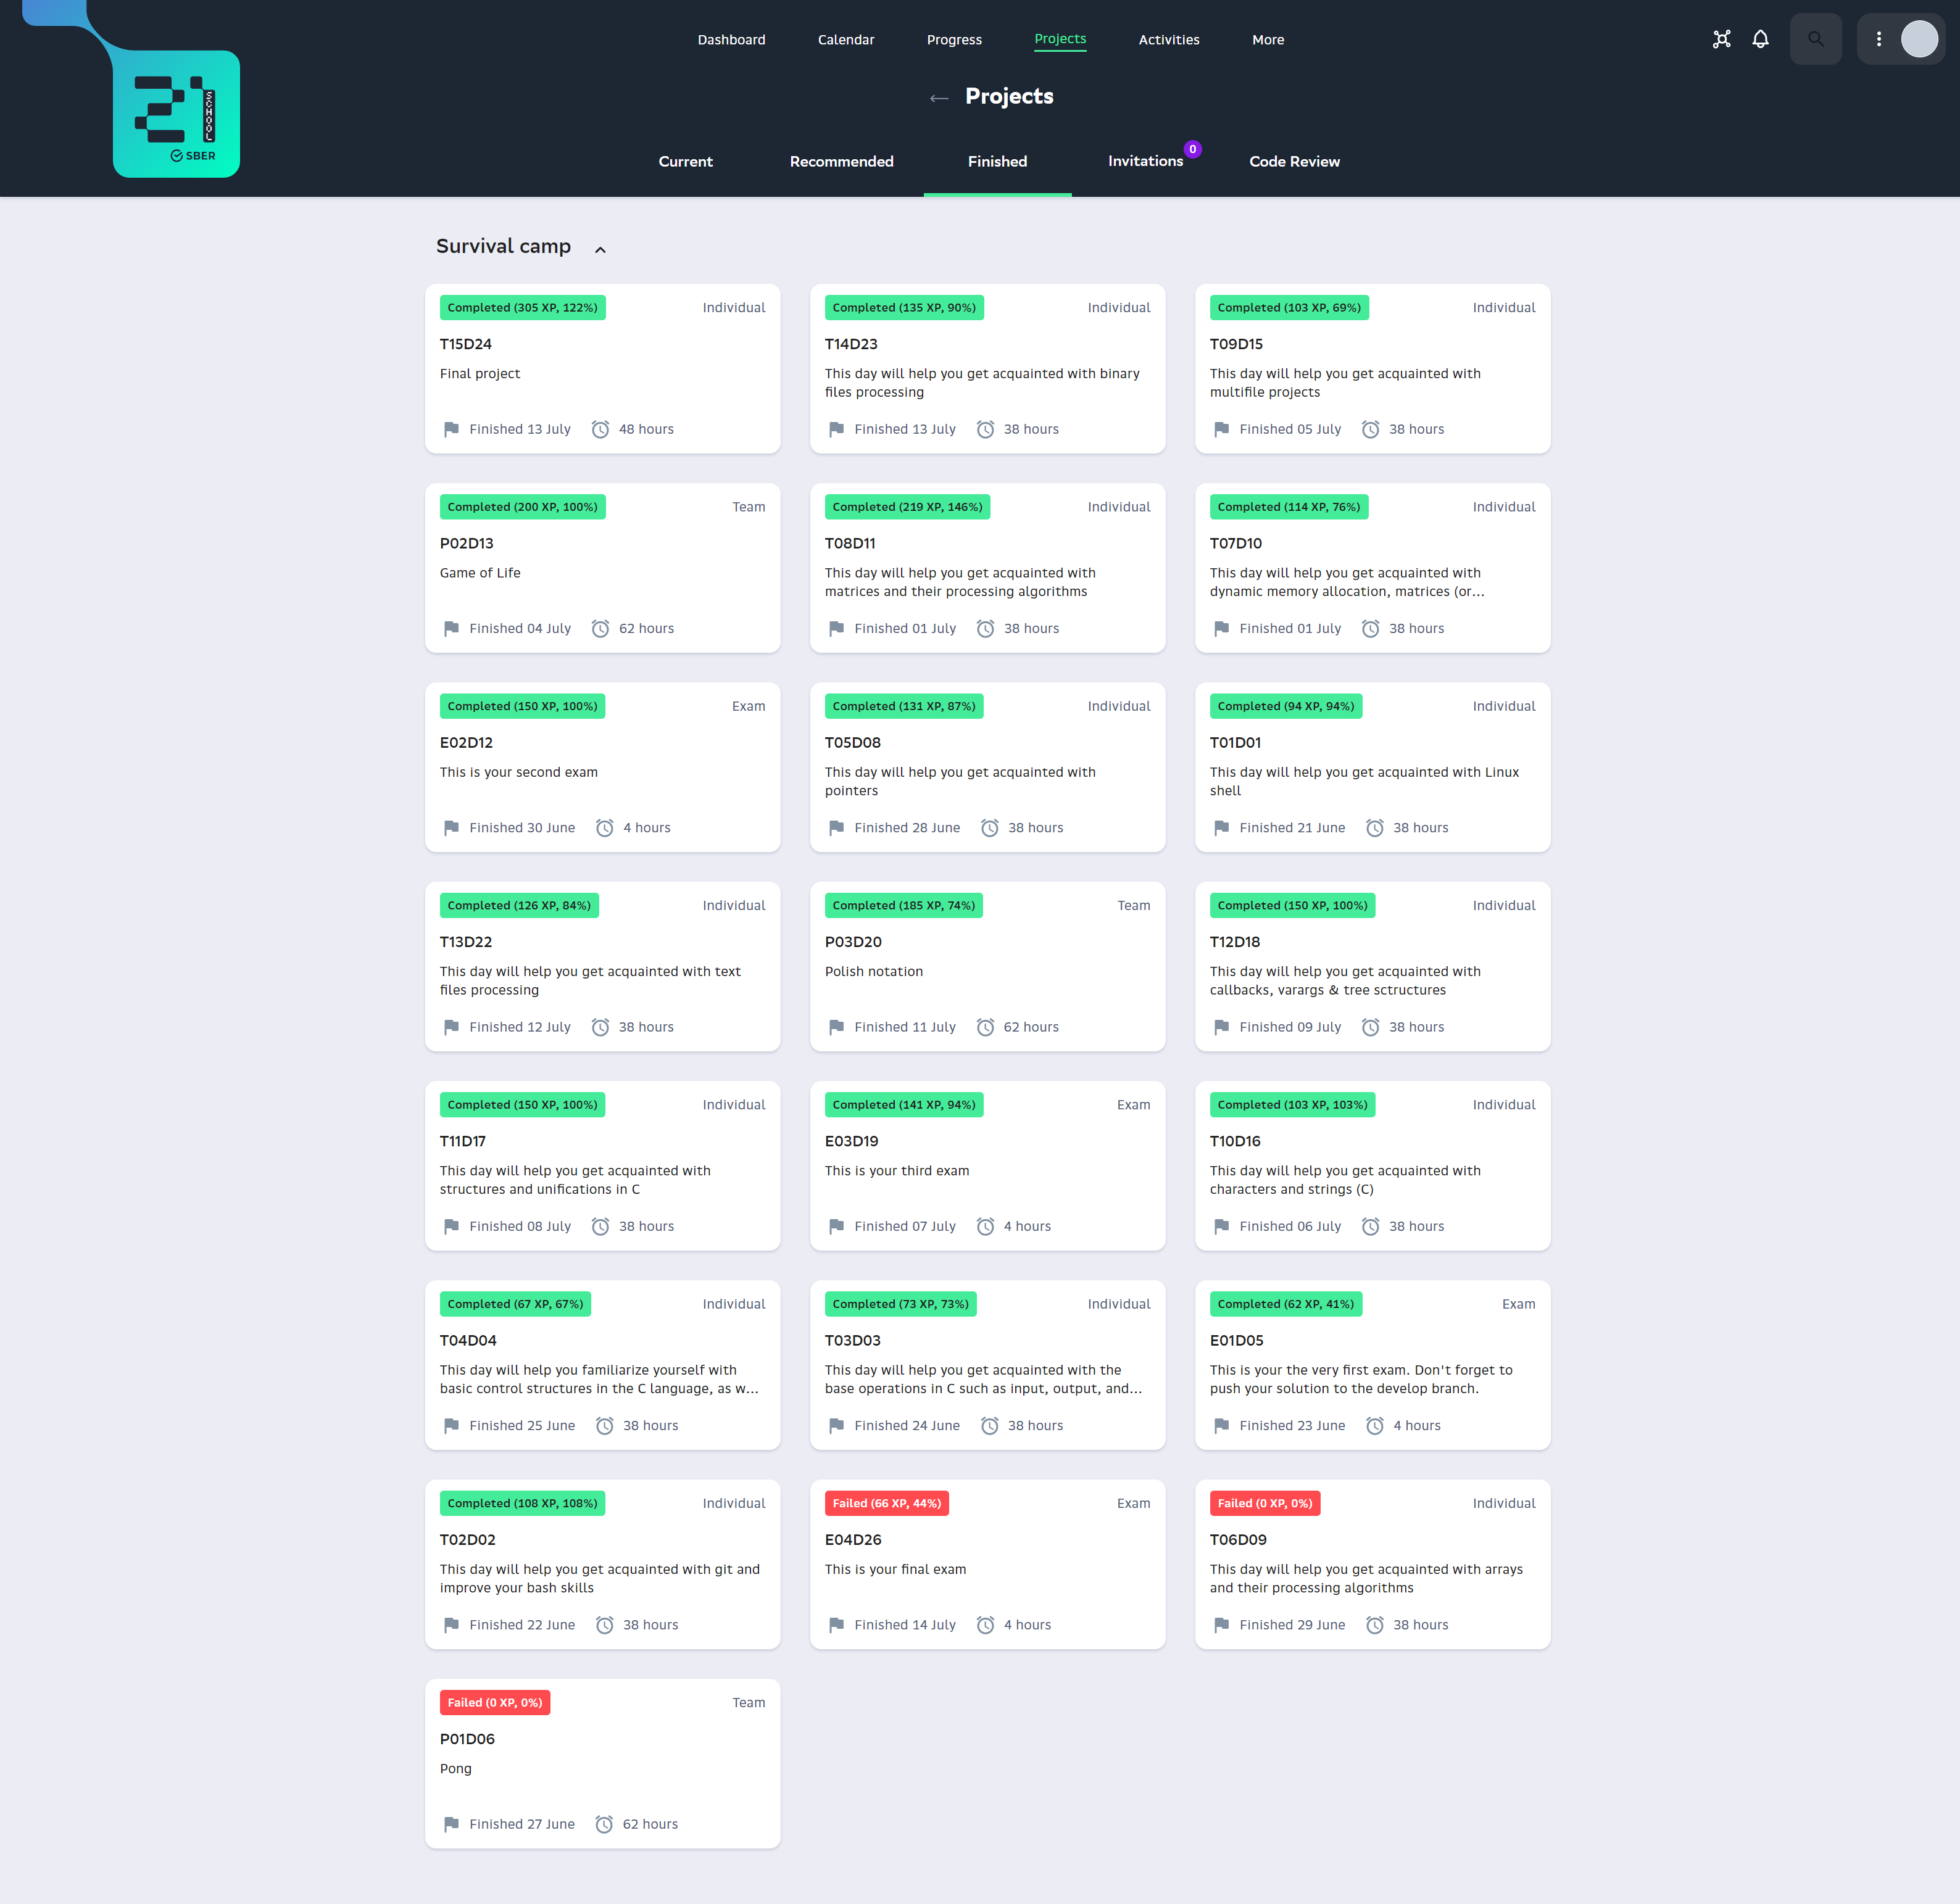 Dashboard
Calendar
Progress
Projects
Activities
More
21
SCHOOL
SBER
Projects
Current
Recommended
Finished
Invitations
0
Code Review
Survival camp
Completed (305 XP, 122%)
Individual
T15D24
Final project
Finished 13 July
48 hours
Completed (135 XP, 90%)
Individual
T14D23
This day will help you get acquainted with binary
files processing
Finished 13 July
38 hours
Completed (103 XP, 69%)
Individual
T09D15
This day will help you get acquainted with
multifile projects
Finished 05 July
38 hours
Completed (200 XP, 100%)
Team
P02D13
Game of Life
Finished 04 July
62 hours
Completed (219 XP, 146%)
Individual
T08D11
This day will help you get acquainted with
matrices and their processing algorithms
Finished 01 July
38 hours
Completed (114 XP, 76%)
Individual
T07D10
This day will help you get acquainted with
dynamic memory allocation, matrices (or...
Finished 01 July
38 hours
Completed (150 XP, 100%)
Exam
E02D12
This is your second exam
Finished 30 June
4 hours
Completed (131 XP, 87%)
Individual
T05D08
This day will help you get acquainted with
pointers
Finished 28 June
38 hours
Completed (94 XP, 94%)
Individual
T01D01
This day will help you get acquainted with Linux
shell
Finished 21 June
38 hours
Completed (126 XP, 84%)
Individual
T13D22
This day will help you get acquainted with text
files processing
Finished 12 July
38 hours
Completed (185 XP, 74%)
Team
P03D20
Polish notation
Finished 11 July
62 hours
Completed (150 XP, 100%)
Individual
T12D18
This day will help you get acquainted with
callbacks, varargs & tree sctructures
Finished 09 July
38 hours
Completed (150 XP, 100%)
Individual
T11D17
This day will help you get acquainted with
structures and unifications in C
Finished 08 July
38 hours
Completed (141 XP, 94%)
Exam
E03D19
This is your third exam
Finished 07 July
4 hours
Completed (103 XP, 103%)
Individual
T10D16
This day will help you get acquainted with
characters and strings (C)
Finished 06 July
38 hours
Completed (67 XP, 67%)
Individual
T04D04
This day will help you familiarize yourself with
basic control structures in the C language, as w...
Finished 25 June
38 hours
Completed (73 XP, 73%)
Individual
T03D03
This day will help you get acquainted with the
base operations in C such as input, output, and...
Finished 24 June
38 hours
Completed (62 XP, 41%)
Exam
E01D05
This is your the very first exam. Don't forget to
push your solution to the develop branch.
Finished 23 June
4 hours
Completed (108 XP, 108%)
Individual
T02D02
This day will help you get acquainted with git and
improve your bash skills
Finished 22 June
38 hours
Failed (66 XP, 44%)
Exam
E04D26
This is your final exam
Finished 14 July
4 hours
Failed (0 XP, 0%)
Individual
T06D09
This day will help you get acquainted with arrays
and their processing algorithms
Finished 29 June
38 hours
Failed (0 XP, 0%)
Team
P01D06
Pong
Finished 27 June
62 hours